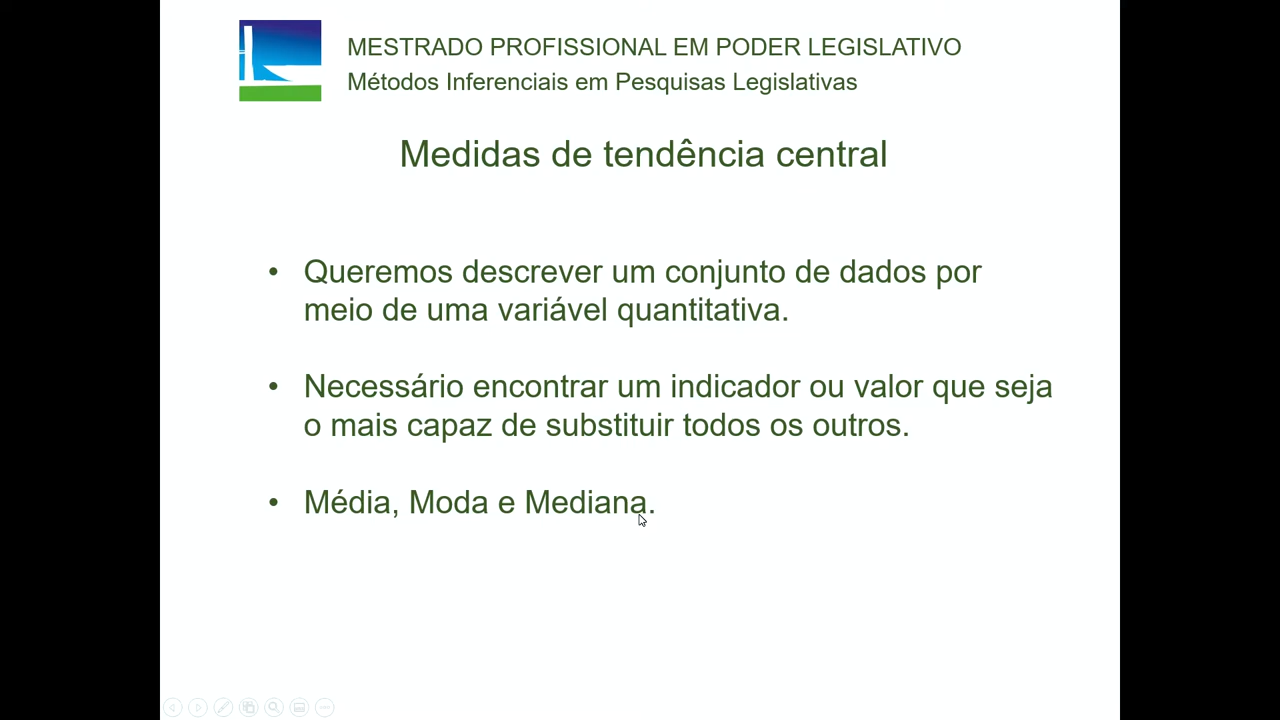 MESTRADO PROFISSIONAL EM PODER LEGISLATIVO
Métodos Inferenciais em Pesquisas Legislativas
Medidas de tendência central
• Queremos descrever um conjunto de dados por
meio de uma variável quantitativa.
• Necessário encontrar um indicador ou valor que seja
o mais capaz de substituir todos os outros.
• Média, Moda e Mediana.